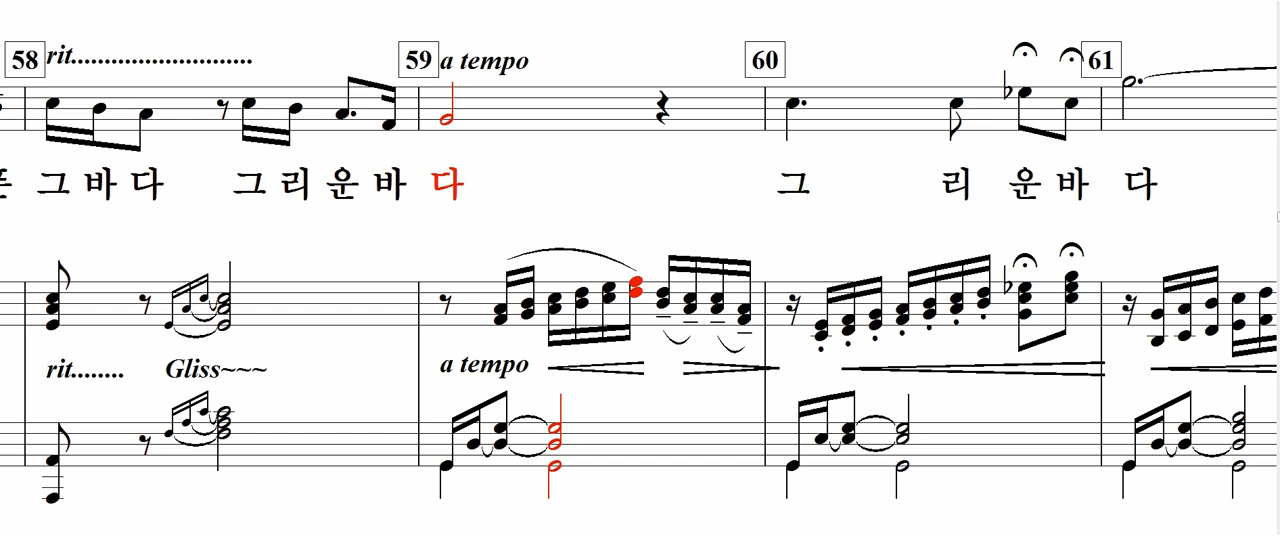 58 rit........................... 59 a tempo 60 61
그 바 다 그 리 운 바 다 그 리 운 바 다
rit........ Gliss~~~ a tempo